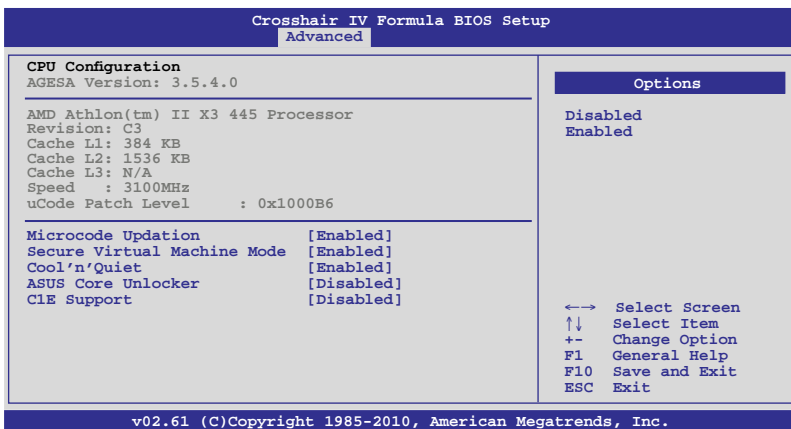 Crosshair IV Formula BIOS Setup
Advanced
CPU Configuration
AGESA Version: 3.5.4.0
AMD Athlon(tm) II X3 445 Processor
Revision: C3
Cache L1: 384 KB
Cache L2: 1536 KB
Cache L3: N/A
Speed : 3100MHz
uCode Patch Level : 0x1000B6
Microcode Updation [Enabled]
Secure Virtual Machine Mode [Enabled]
Cool'n'Quiet [Enabled]
ASUS Core Unlocker [Disabled]
C1E Support [Disabled]
Options
Disabled
Enabled
←→ Select Screen
↑↓ Select Item
+- Change Option
F1 General Help
F10 Save and Exit
ESC Exit
v02.61 (C)Copyright 1985-2010, American Megatrends, Inc.